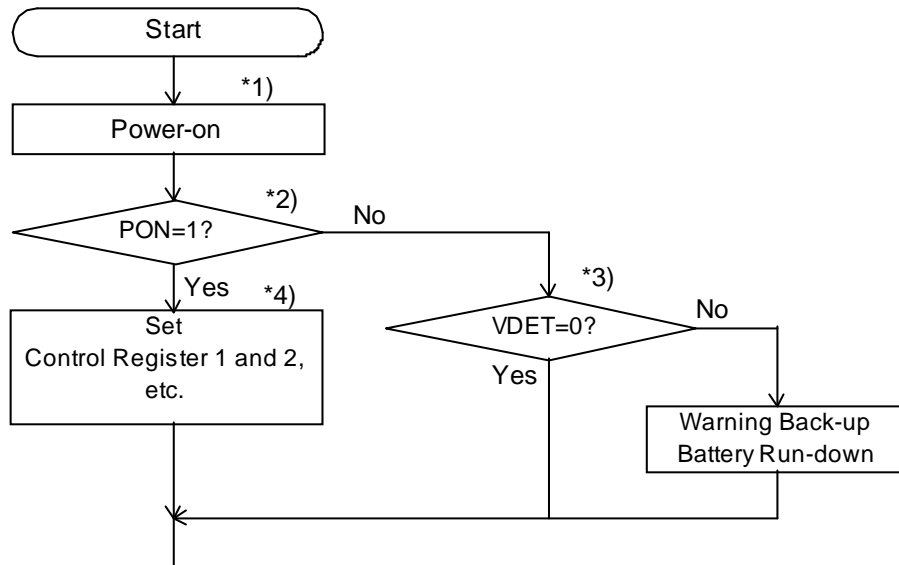 Start
*1)
Power-on
*2)
PON=1?
No
Yes
*3)
*4)
VDET=0?
No
Set
Control Register 1 and 2,
etc.
Yes
Warning Back-up
Battery Run-down